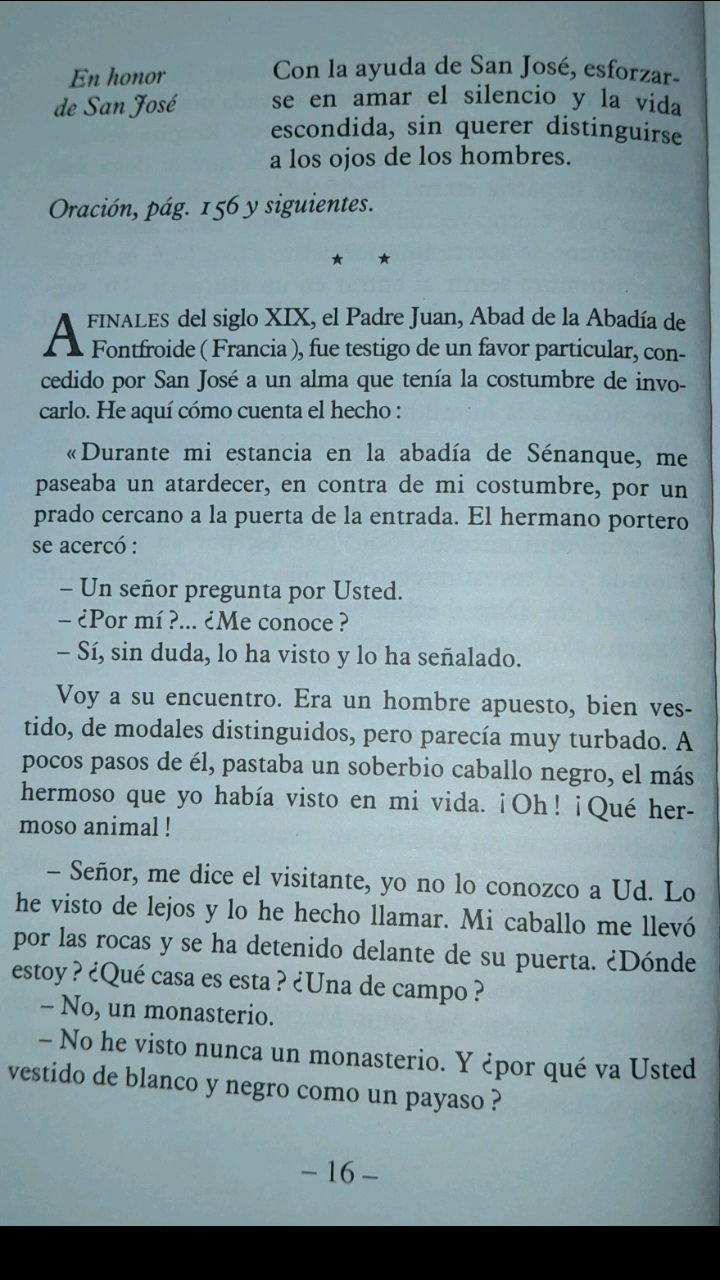 En honor
de San José
Con la ayuda de San José, esforzar-
se en amar el silencio y la vida
escondida, sin querer distinguirse
a los ojos de los hombres.
Oración, pág. 156 y siguientes.
★ ★
A FINALES del siglo XIX, el Padre Juan, Abad de la Abadía de
Fontfroide ( Francia ), fue testigo de un favor particular, con-
cedido por San José a un alma que tenía la costumbre de invo-
carlo. He aquí cómo cuenta el hecho :
« Durante mi estancia en la abadía de Sénanque, me
paseaba un atardecer, en contra de mi costumbre, por un
prado cercano a la puerta de la entrada. El hermano portero
se acercó :
– Un señor pregunta por Usted.
– ¿Por mí ?... ¿Me conoce ?
– Sí, sin duda, lo ha visto y lo ha señalado.
Voy a su encuentro. Era un hombre apuesto, bien ves-
tido, de modales distinguidos, pero parecía muy turbado. A
pocos pasos de él, pastaba un soberbio caballo negro, el más
hermoso que yo había visto en mi vida. ¡Oh ! ¡Qué her-
moso animal !
– Señor, me dice el visitante, yo no lo conozco a Ud. Lo
he visto de lejos y lo he hecho llamar. Mi caballo me llevó
por las rocas y se ha detenido delante de su puerta. ¿Dónde
estoy ? ¿Qué casa es esta ? ¿Una de campo ?
– No, un monasterio.
– No he visto nunca un monasterio. Y ¿por qué va Usted
vestido de blanco y negro como un payaso ?
– 16 –